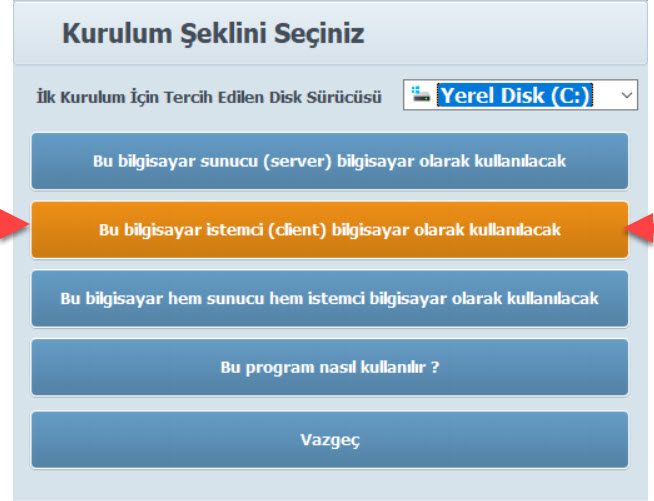 Kurulum Şeklini Seçiniz
İlk Kurulum İçin Tercih Edilen Disk Sürücüsü Yerel Disk (C:)
Bu bilgisayar sunucu (server) bilgisayar olarak kullanılacak
Bu bilgisayar istemci (client) bilgisayar olarak kullanılacak
Bu bilgisayar hem sunucu hem istemci bilgisayar olarak kullanılacak
Bu program nasıl kullanılır ?
Vazgeç